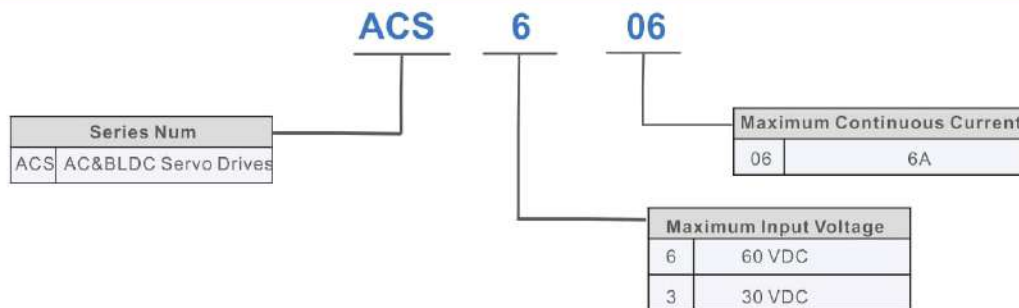 ACS 6 06
Series Num
ACS AC&BLDC Servo Drives
Maximum Continuous Current
06 6A
Maximum Input Voltage
6 60 VDC
3 30 VDC